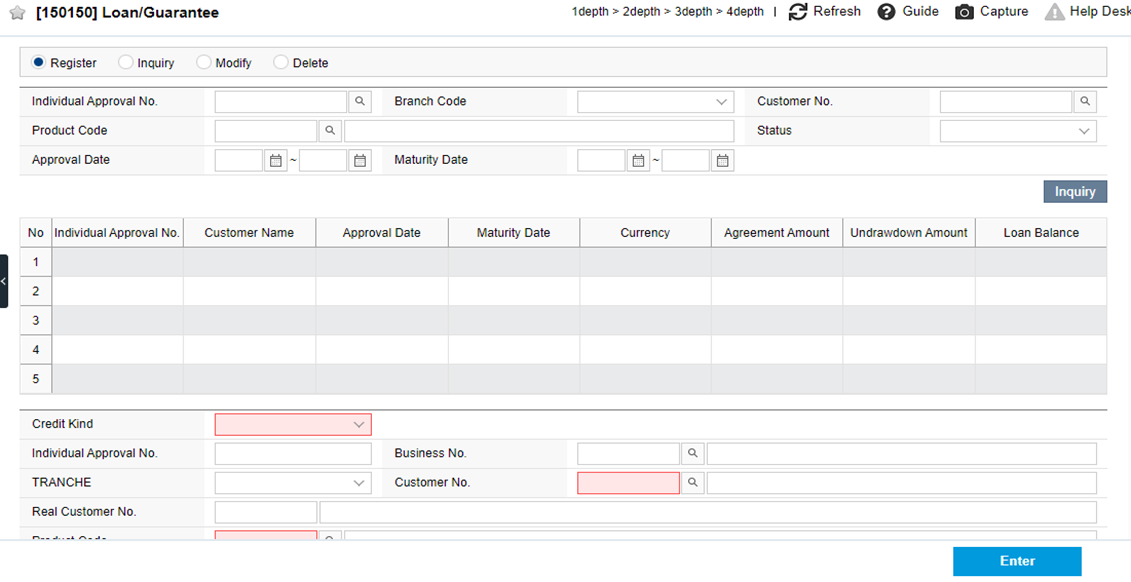 [150150] Loan/Guarantee 1depth > 2depth > 3depth > 4depth | Refresh Guide Capture Help Desk
Register Inquiry Modify Delete
Individual Approval No. Branch Code Customer No.
Product Code Status
Approval Date ~ Maturity Date ~
Inquiry
No Individual Approval No. Customer Name Approval Date Maturity Date Currency Agreement Amount Undrawdown Amount Loan Balance
1
2
3
4
5
Credit Kind
Individual Approval No. Business No.
TRANCHE Customer No.
Real Customer No.
Product Code
Enter